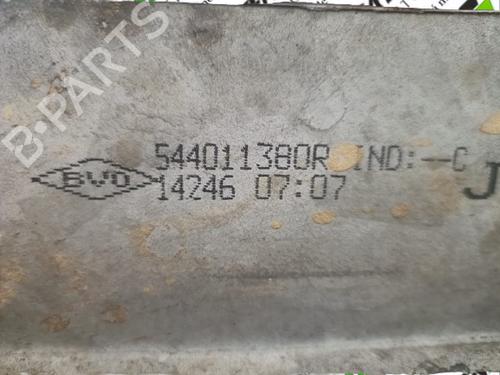 B-PARTS
544011380R IND:--C
BVO
14246 07:07
J